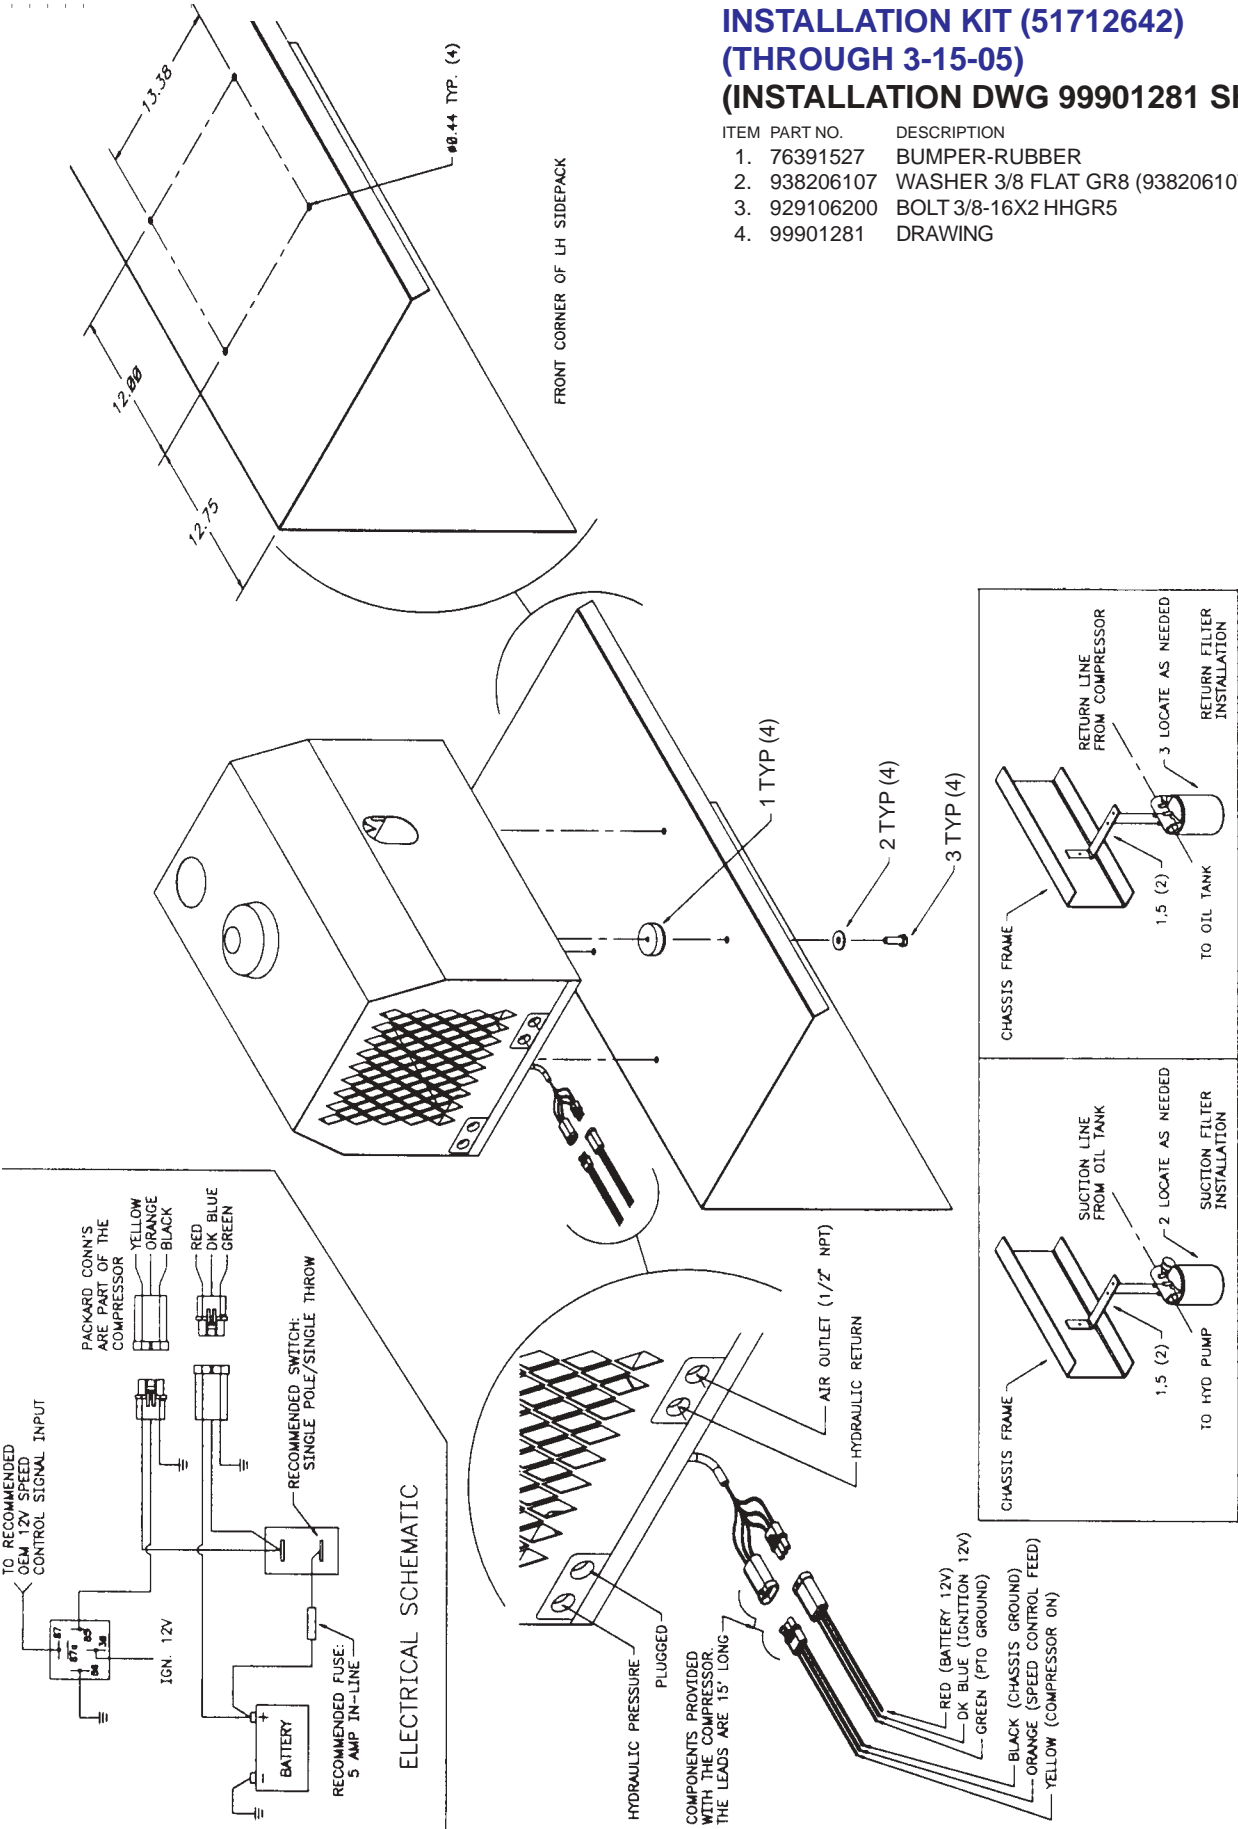 INSTALLATION KIT (51712642)
(THROUGH 3-15-05)
(INSTALLATION DWG 99901281
ITEM PART NO. DESCRIPTION
1. 76391527 BUMPER-RUBBER
2. 938206107 WASHER 3/8 FLAT GR8 (93820610
3. 929106200 BOLT 3/8-16X2 HHGR5
4. 99901281 DRAWING
13.38
12.00
12.75
ø0.44 TYP. (4)
FRONT CORNER OF LH SIDEPACK
1 TYP (4)
2 TYP (4)
3 TYP (4)
TO RECOMMENDED
OEM 12V SPEED
CONTROL SIGNAL INPUT
87
87a
85
30
86
IGN. 12V
PACKARD CONN'S
ARE PART OF THE
COMPRESSOR
YELLOW
ORANGE
BLACK
RED
DK BLUE
GREEN
RECOMMENDED SWITCH:
SINGLE POLE/SINGLE THROW
BATTERY
+
-
RECOMMENDED FUSE:
5 AMP IN-LINE
ELECTRICAL SCHEMATIC
AIR OUTLET (1/2" NPT)
HYDRAULIC RETURN
HYDRAULIC PRESSURE
PLUGGED
COMPONENTS PROVIDED
WITH THE COMPRESSOR.
THE LEADS ARE 15' LONG
RED (BATTERY 12V)
DK BLUE (IGNITION 12V)
GREEN (PTO GROUND)
BLACK (CHASSIS GROUND)
ORANGE (SPEED CONTROL FEED)
YELLOW (COMPRESSOR ON)
CHASSIS FRAME
SUCTION LINE
FROM OIL TANK
1,5 (2)
2 LOCATE AS NEEDED
TO HYD PUMP
SUCTION FILTER
INSTALLATION
CHASSIS FRAME
RETURN LINE
FROM COMPRESSOR
1,5 (2)
3 LOCATE AS NEEDED
TO OIL TANK
RETURN FILTER
INSTALLATION